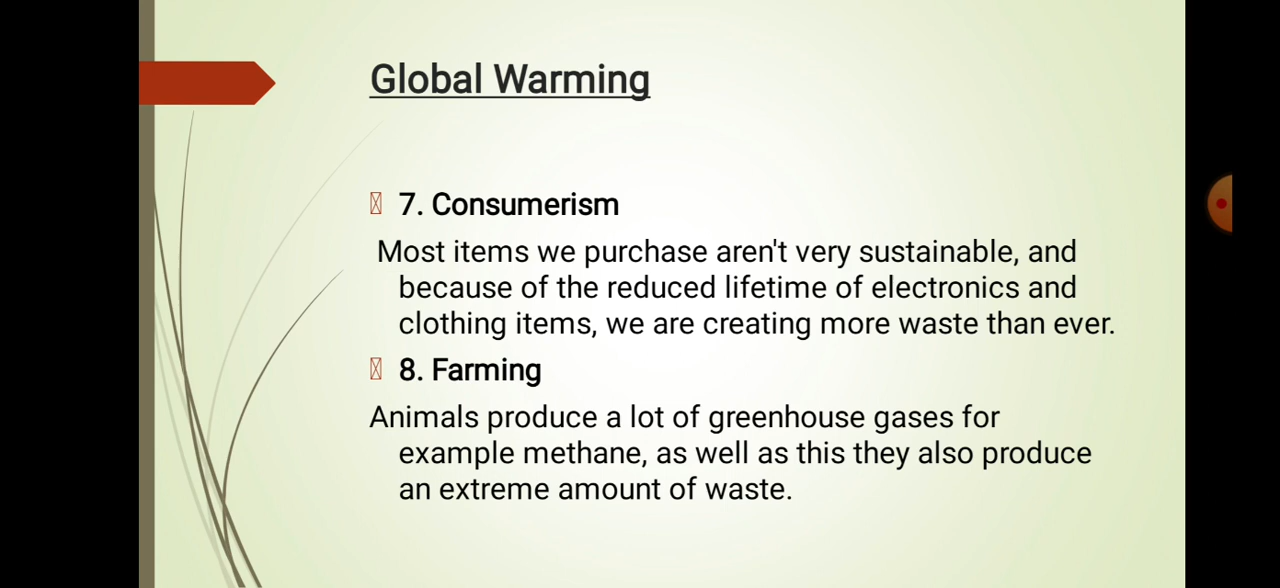 Global Warming
7. Consumerism
Most items we purchase aren't very sustainable, and
because of the reduced lifetime of electronics and
clothing items, we are creating more waste than ever.
8. Farming
Animals produce a lot of greenhouse gases for
example methane, as well as this they also produce
an extreme amount of waste.